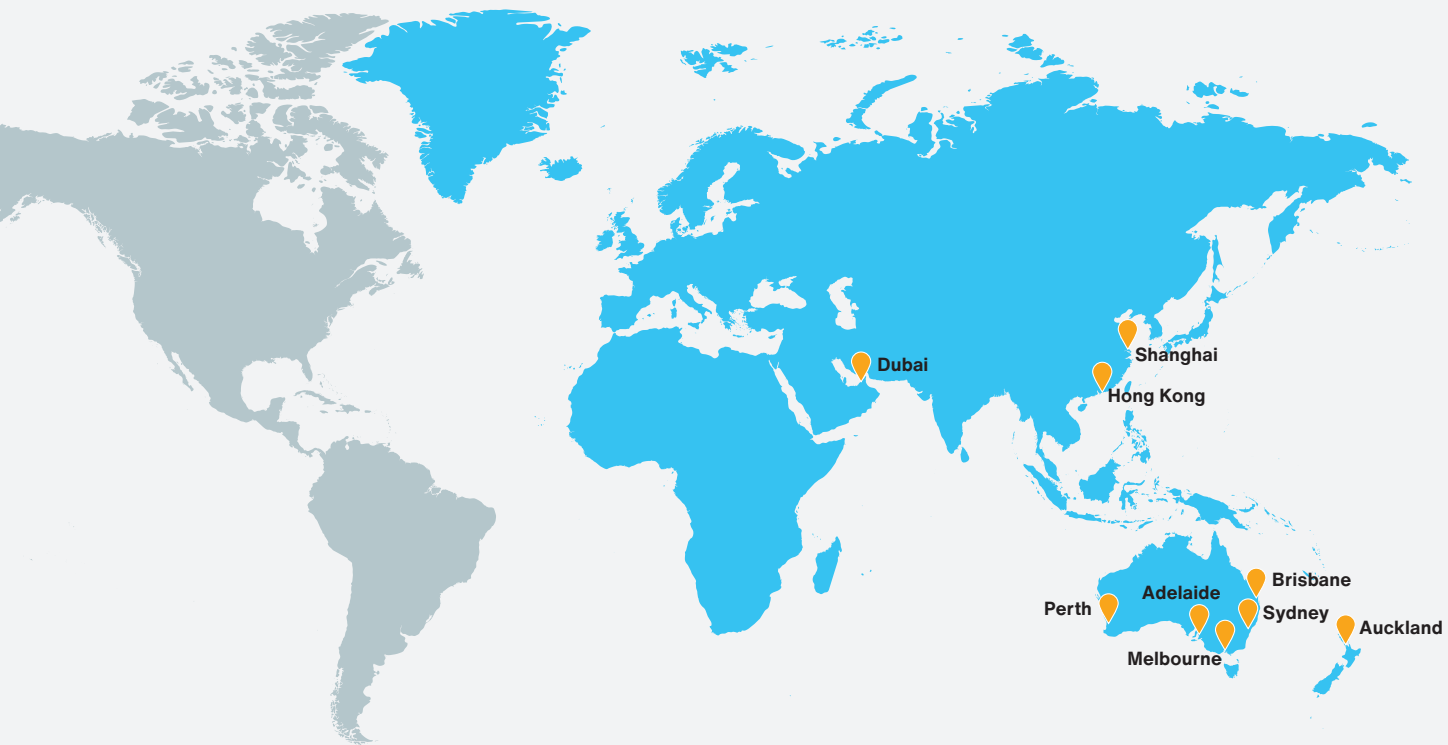 Shanghai
Dubai
Hong Kong
Brisbane
Adelaide
Perth
Sydney
Auckland
Melbourne